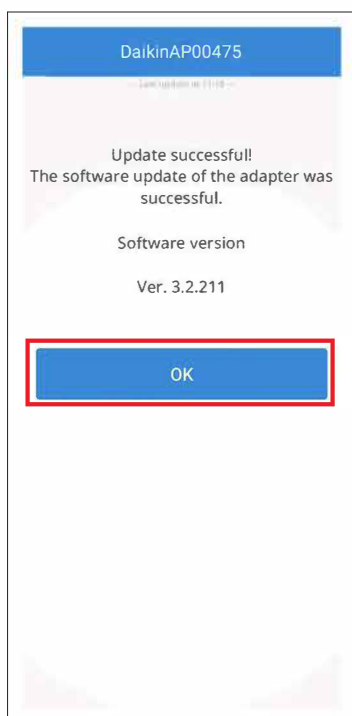 DaikinAP00475
Update successful!
The software update of the adapter was
successful.
Software version
Ver. 3.2.211
OK